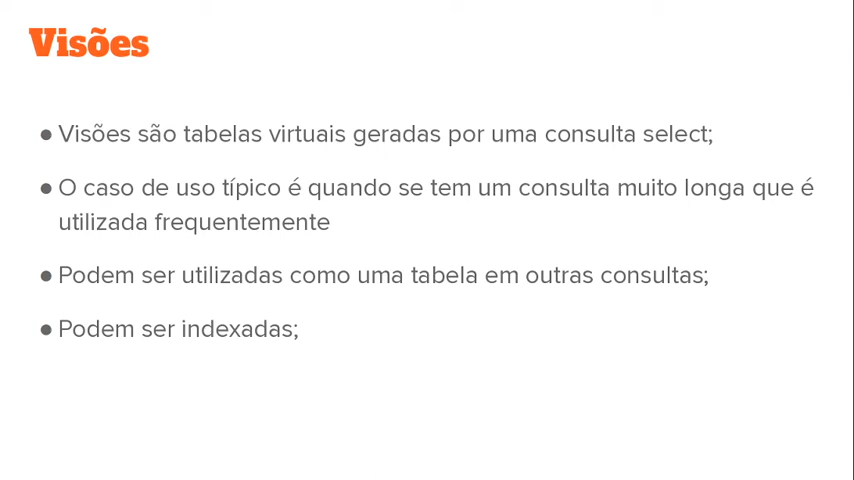 Visões
● Visões são tabelas virtuais geradas por uma consulta select;
● O caso de uso típico é quando se tem um consulta muito longa que é
utilizada frequentemente
● Podem ser utilizadas como uma tabela em outras consultas;
● Podem ser indexadas;